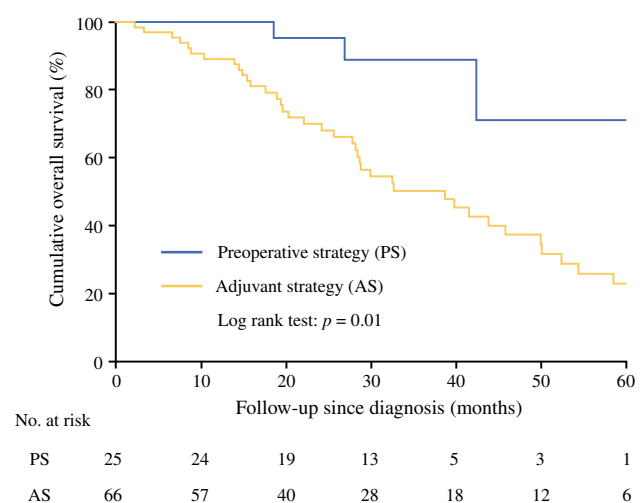 Cumulative overall survival (%)
100
80
60
40
20
0
Preoperative strategy (PS)
Adjuvant strategy (AS)
Log rank test: p = 0.01
0 10 20 30 40 50 60
Follow-up since diagnosis (months)
No. at risk
PS 25 24 19 13 5 3 1
AS 66 57 40 28 18 12 6